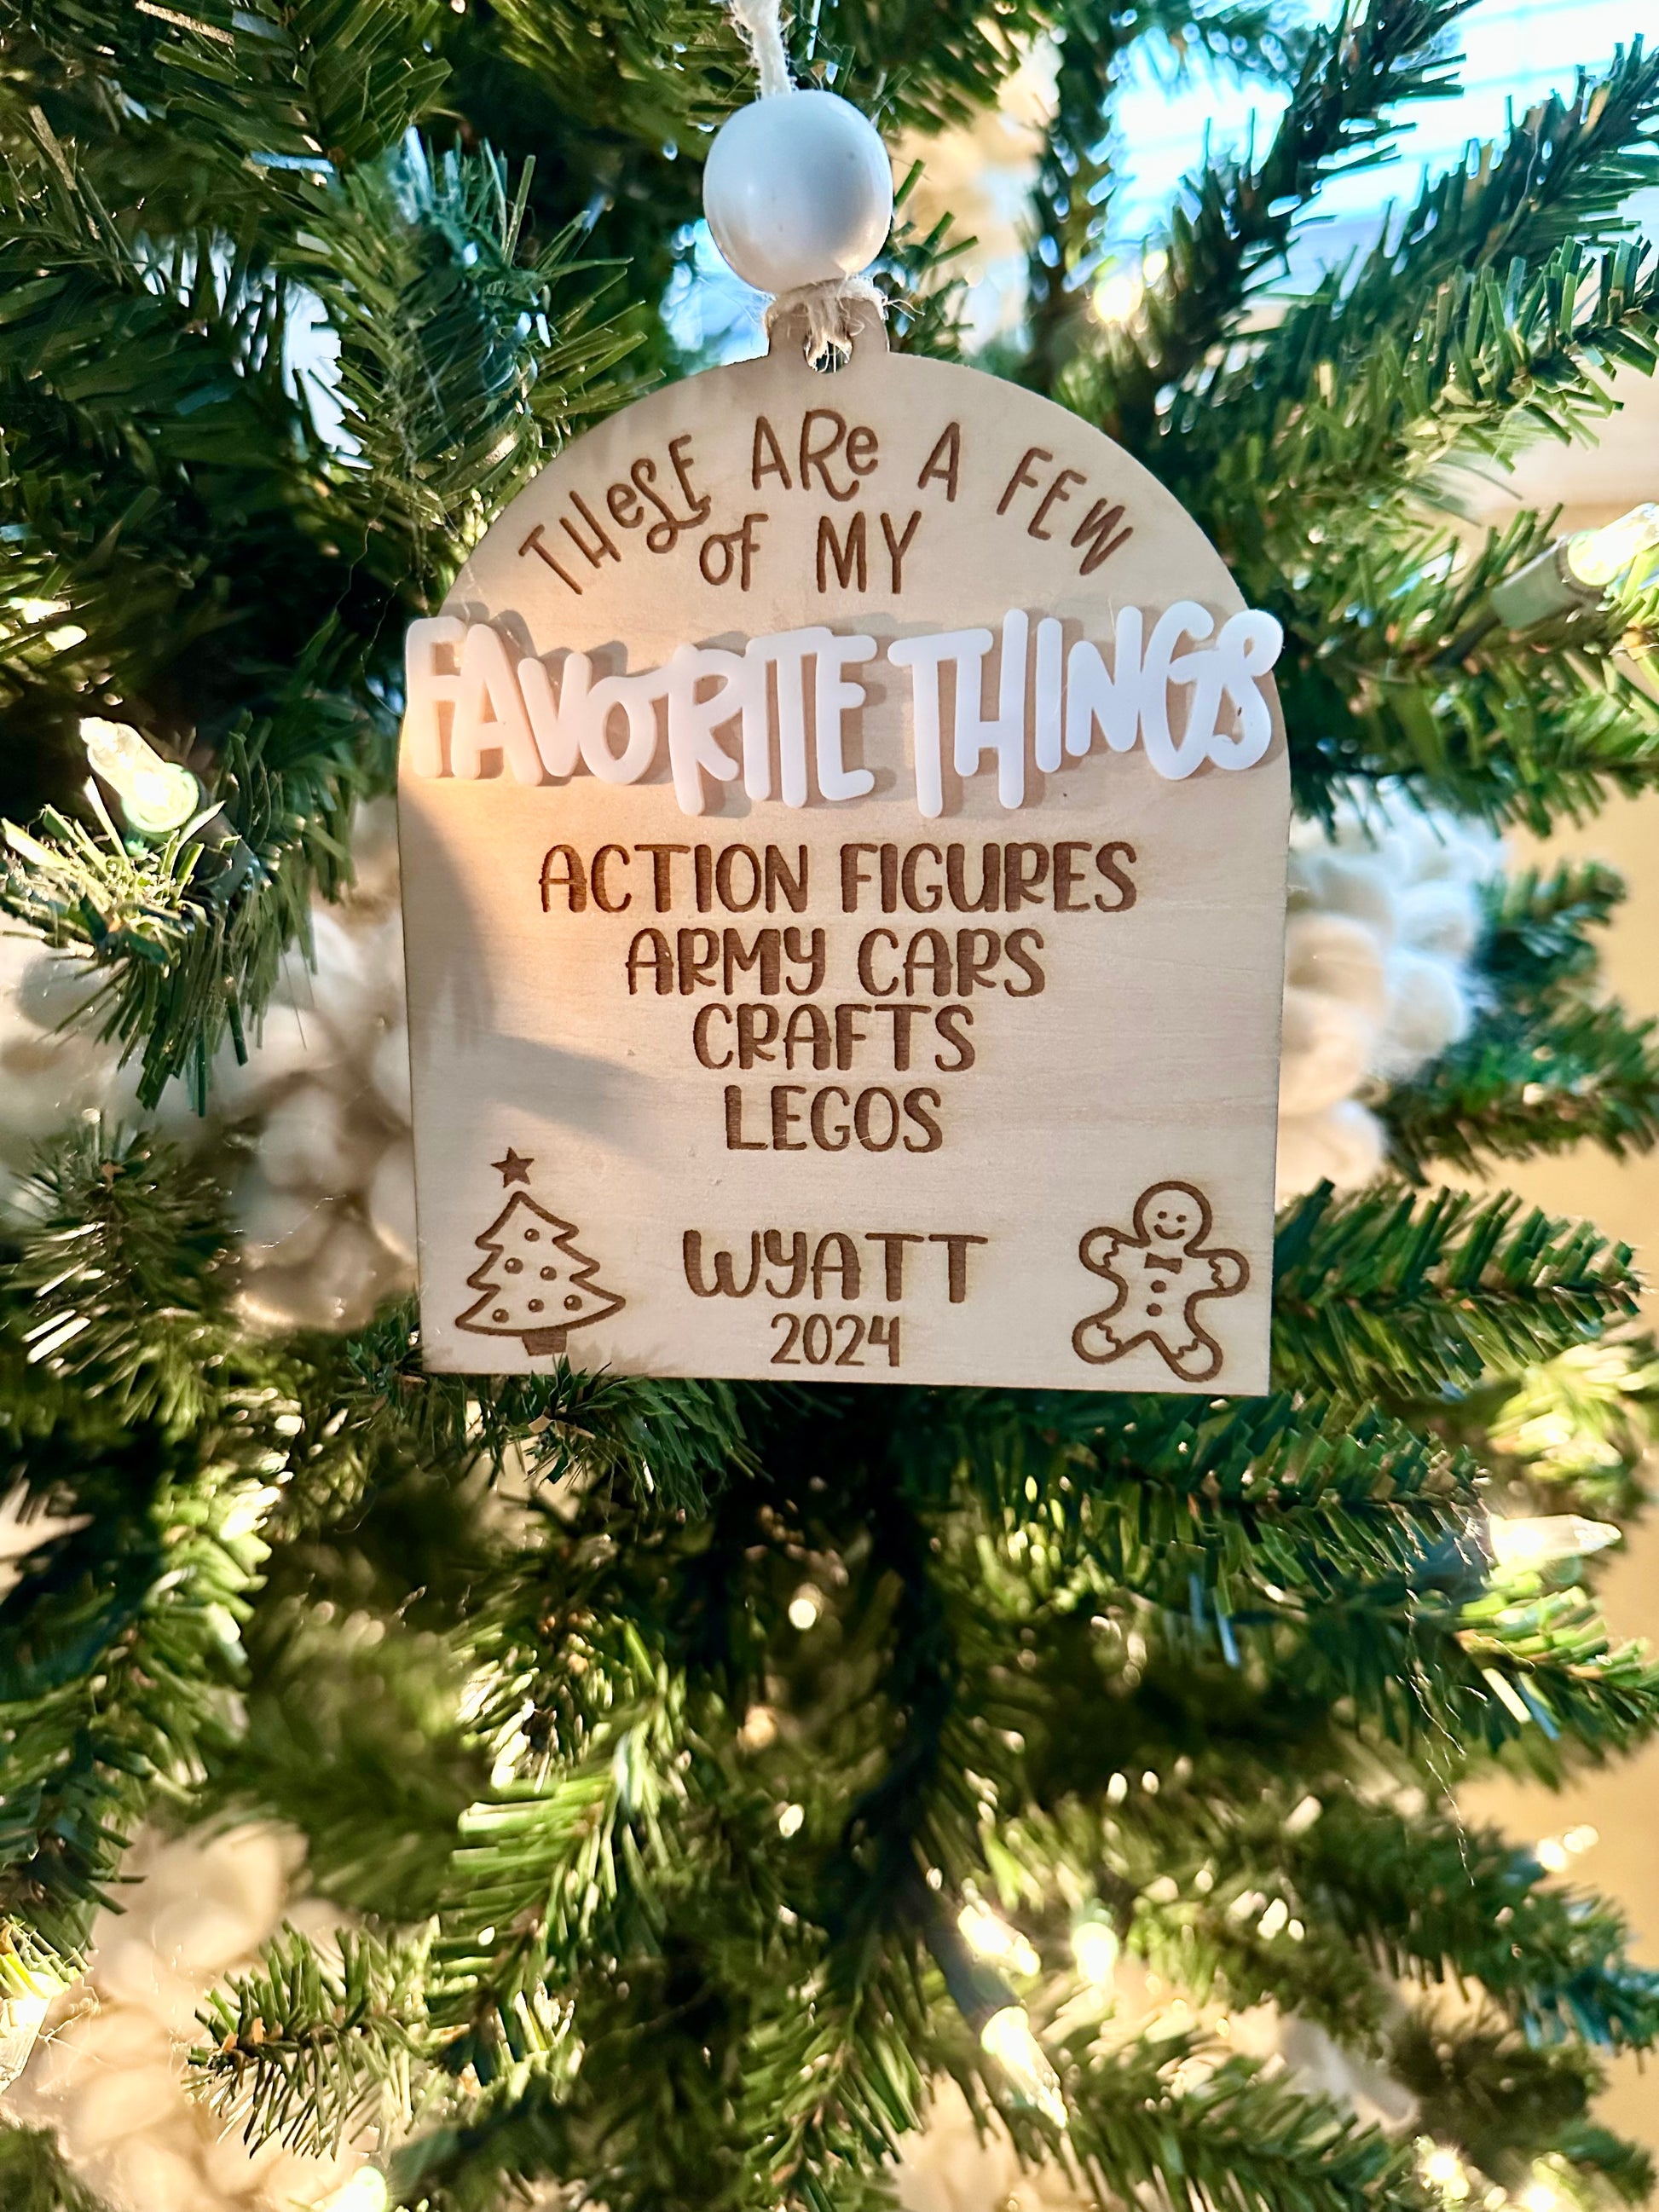 THESE ARE A FEW
OF MY
FAVORITE THINGS
ACTION FIGURES
ARMY CARS
CRAFTS
LEGOS
WYATT
2024